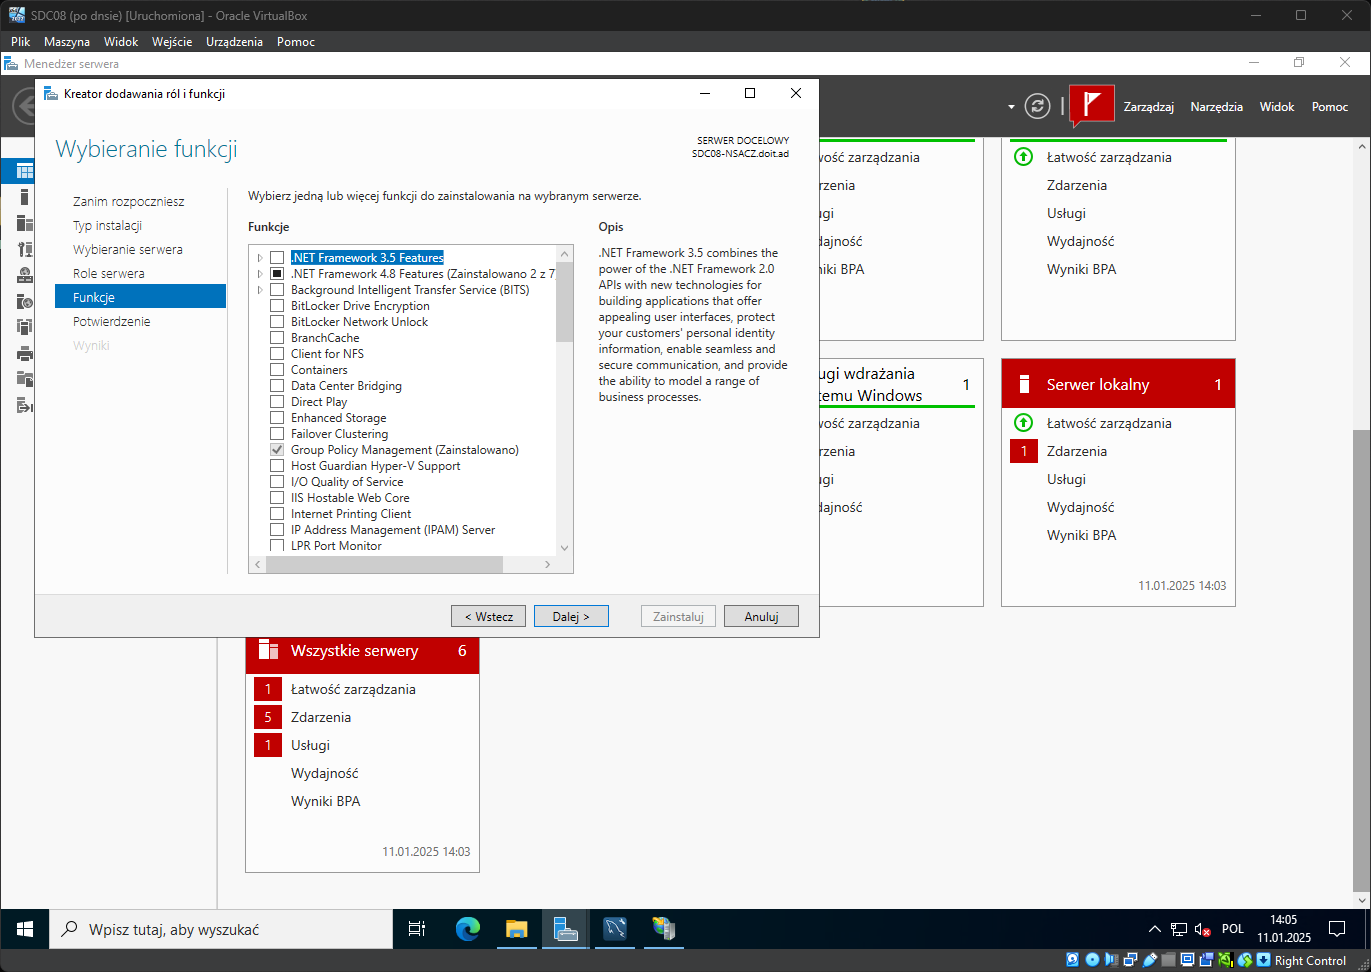 SDC08 (po dnsie) [Uruchomiona] - Oracle VirtualBox
Plik Maszyna Widok Wejście Urządzenia Pomoc
Menedżer serwera
Zarządzaj Narzędzia Widok Pomoc
Kreator dodawania ról i funkcji
Wybieranie funkcji
SERWER DOCELOWY
SDC08-NSACZ.doit.ad
Zanim rozpoczniesz
Typ instalacji
Wybieranie serwera
Role serwera
Funkcje
Potwierdzenie
Wyniki
Wybierz jedną lub więcej funkcji do zainstalowania na wybranym serwerze.
Funkcje
.NET Framework 3.5 Features
.NET Framework 4.8 Features (Zainstalowano 2 z 7
Background Intelligent Transfer Service (BITS)
BitLocker Drive Encryption
BitLocker Network Unlock
BranchCache
Client for NFS
Containers
Data Center Bridging
Direct Play
Enhanced Storage
Failover Clustering
Group Policy Management (Zainstalowano)
Host Guardian Hyper-V Support
I/O Quality of Service
IIS Hostable Web Core
Internet Printing Client
IP Address Management (IPAM) Server
LPR Port Monitor
Opis
.NET Framework 3.5 combines the
power of the .NET Framework 2.0
APIs with new technologies for
building applications that offer
appealing user interfaces, protect
your customers' personal identity
information, enable seamless and
secure communication, and provide
the ability to model a range of
business processes.
< Wstecz Dalej > Zainstaluj Anuluj
wość zarządzania
rzenia
gi
dajność
iki BPA
Łatwość zarządzania
Zdarzenia
Usługi
Wydajność
Wyniki BPA
ugi wdrażania
temu Windows
1
wość zarządzania
rzenia
gi
dajność
Serwer lokalny 1
Łatwość zarządzania
1 Zdarzenia
Usługi
Wydajność
Wyniki BPA
11.01.2025 14:03
Wszystkie serwery 6
1 Łatwość zarządzania
5 Zdarzenia
1 Usługi
Wydajność
Wyniki BPA
11.01.2025 14:03
Wpisz tutaj, aby wyszukać
POL
14:05
11.01.2025
Right Control